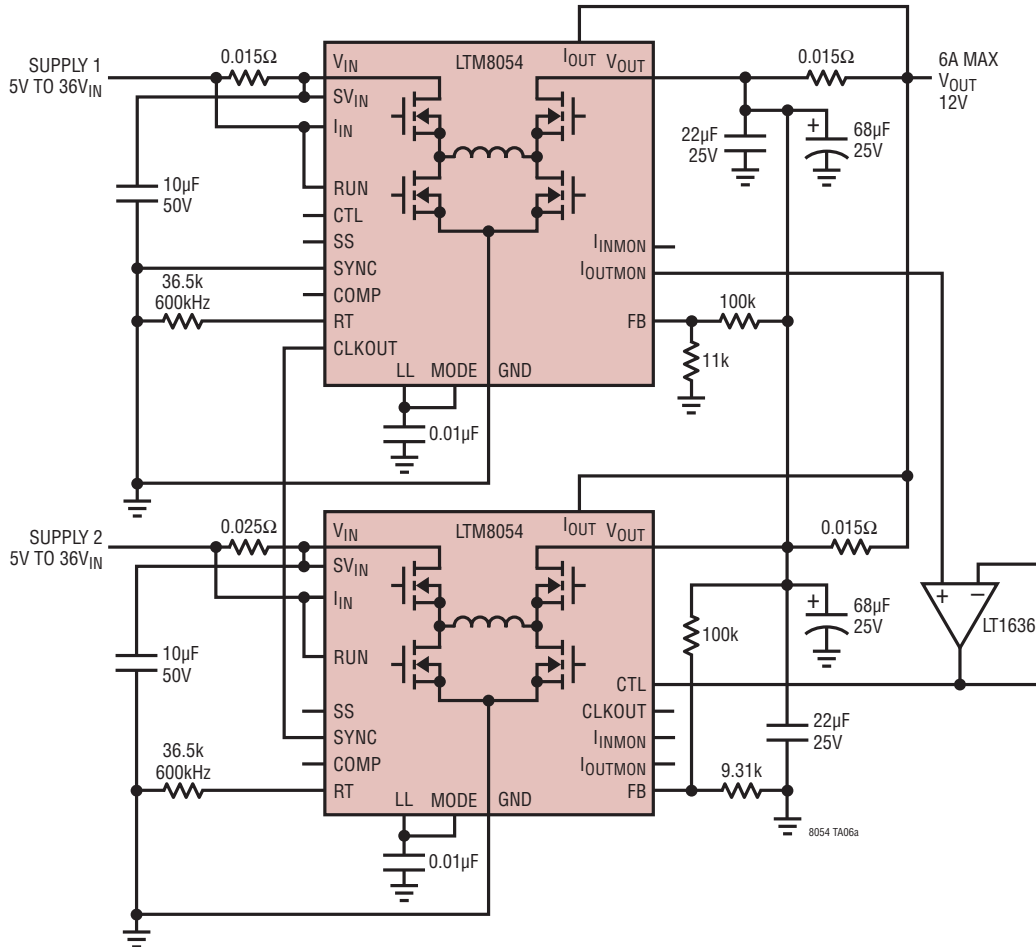 SUPPLY 1
5V TO 36VIN
0.015Ω
VIN
SVIN
IIN
RUN
CTL
SS
SYNC
COMP
RT
CLKOUT
LTM8054
IOUT
VOUT
IINMON
IOUTMON
FB
LL
MODE
GND
10µF
50V
36.5k
600kHz
0.01µF
0.015Ω
6A MAX
VOUT
12V
22µF
25V
+
68µF
25V
100k
11k
SUPPLY 2
5V TO 36VIN
0.025Ω
VIN
SVIN
IIN
RUN
SS
SYNC
COMP
RT
LTM8054
IOUT
VOUT
CTL
CLKOUT
IINMON
IOUTMON
FB
LL
MODE
GND
10µF
50V
36.5k
600kHz
0.01µF
0.015Ω
+
68µF
25V
100k
22µF
25V
9.31k
+
–
LT1636
8054 TA06a